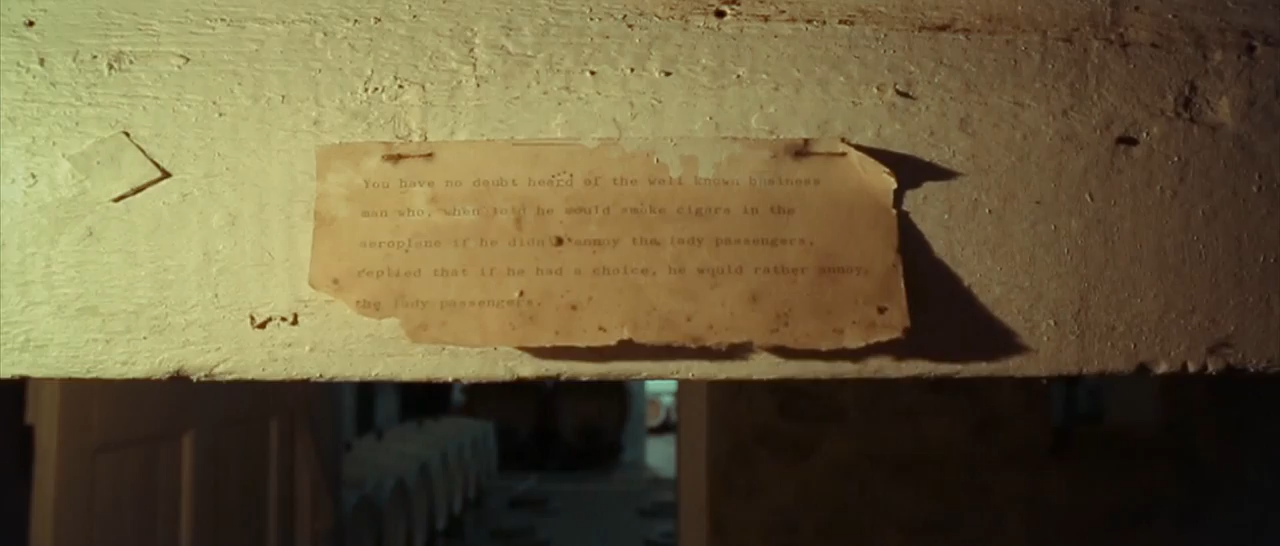 You have no doubt heard of the well known business
man who, when told he would smoke cigars in the
aeroplane if he didn't annoy the lady passengers,
replied that if he had a choice, he would rather annoy,
the lady passengers.